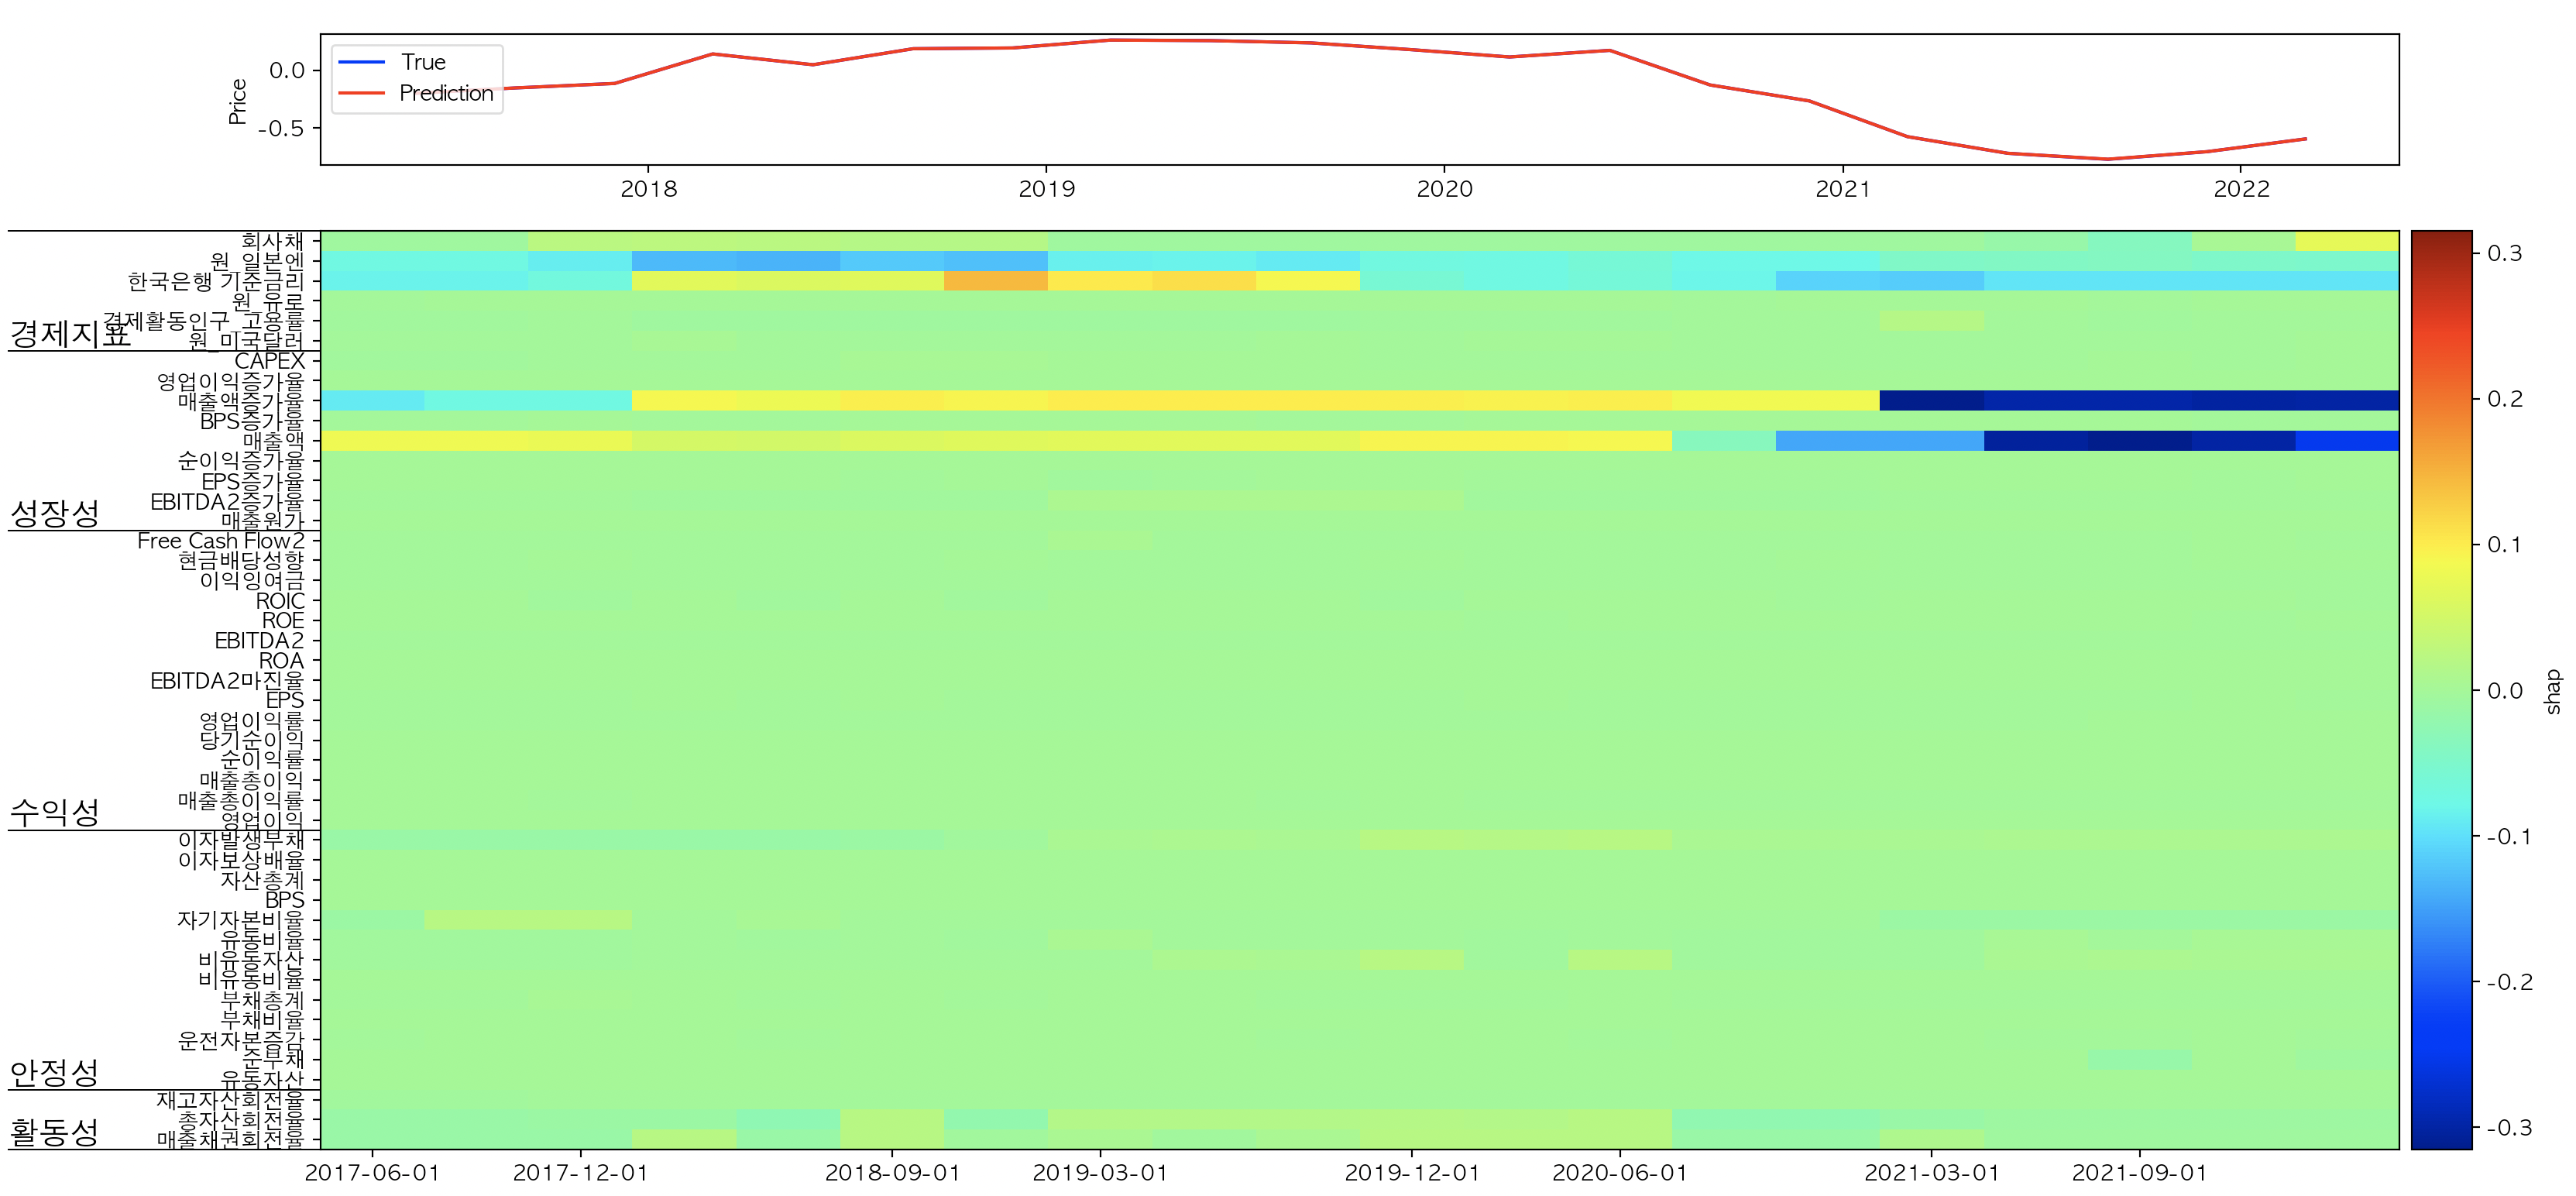 True
Prediction
Price
0.0
-0.5
2018
2019
2020
2021
2022
경제지표
회사채
원_일본엔
한국은행 기준금리
원_유로
경제활동인구_고용률
원_미국달러
성장성
CAPEX
영업이익증가율
매출액증가율
BPS증가율
매출액
순이익증가율
EPS증가율
EBITDA2증가율
매출원가
수익성
Free Cash Flow2
현금배당성향
이익잉여금
ROIC
ROE
EBITDA2
ROA
EBITDA2마진율
EPS
영업이익률
당기순이익
순이익률
매출총이익
매출총이익률
영업이익
안정성
이자발생부채
이자보상배율
자산총계
BPS
자기자본비율
유동비율
비유동자산
비유동비율
부채총계
부채비율
운전자본증감
순부채
유동자산
활동성
재고자산회전율
총자산회전율
매출채권회전율
2017-06-01
2017-12-01
2018-09-01
2019-03-01
2019-12-01
2020-06-01
2021-03-01
2021-09-01
0.3
0.2
0.1
0.0
-0.1
-0.2
-0.3
shap